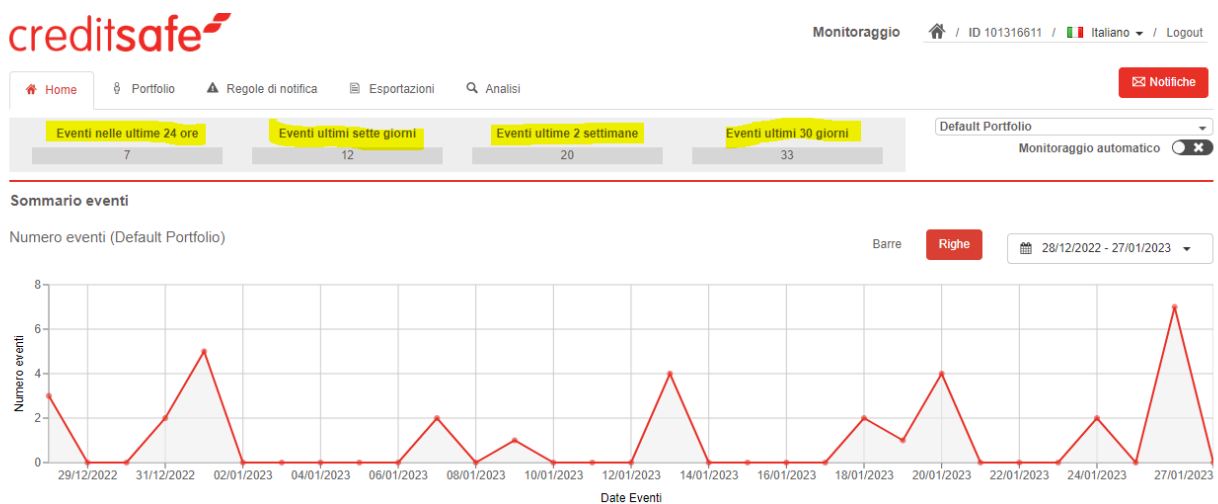 creditsafe
Monitoraggio / ID 101316611 / Italiano / Logout
Home Portfolio Regole di notifica Esportazioni Analisi Notifiche
Eventi nelle ultime 24 ore Eventi ultimi sette giorni Eventi ultime 2 settimane Eventi ultimi 30 giorni Default Portfolio
7 12 20 33 Monitoraggio automatico
Sommario eventi
Numero eventi (Default Portfolio) Barre Righe 28/12/2022 - 27/01/2023
8
6
4
2
0
Numero eventi
29/12/2022 31/12/2022 02/01/2023 04/01/2023 06/01/2023 08/01/2023 10/01/2023 12/01/2023 14/01/2023 16/01/2023 18/01/2023 20/01/2023 22/01/2023 24/01/2023 27/01/2023
Date Eventi